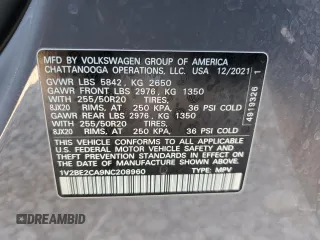 MFD BY VOLKSWAGEN GROUP OF AMERICA
CHATTANOOGA OPERATIONS, LLC. USA 12/2021
GVWR LBS 5842, KG 2650
GAWR FRONT LBS 2976, KG 1350
WITH 255/50R20 TIRES,
8JX20 RIMS, AT 250 KPA, 36 PSI COLD
GAWR REAR LBS 2976, KG 1350
WITH 255/50R20 TIRES,
8JX20 RIMS, AT 250 KPA, 36 PSI COLD
THIS VEHICLE CONFORMS TO ALL APPLICABLE
U.S. FEDERAL MOTOR VEHICLE SAFETY STANDARDS
IN EFFECT ON THE DATE OF MANUFACTURE
SHOWN ABOVE.
1V2BE2CA9NC208960 TYPE: MPV
4919326 1
DREAMBID